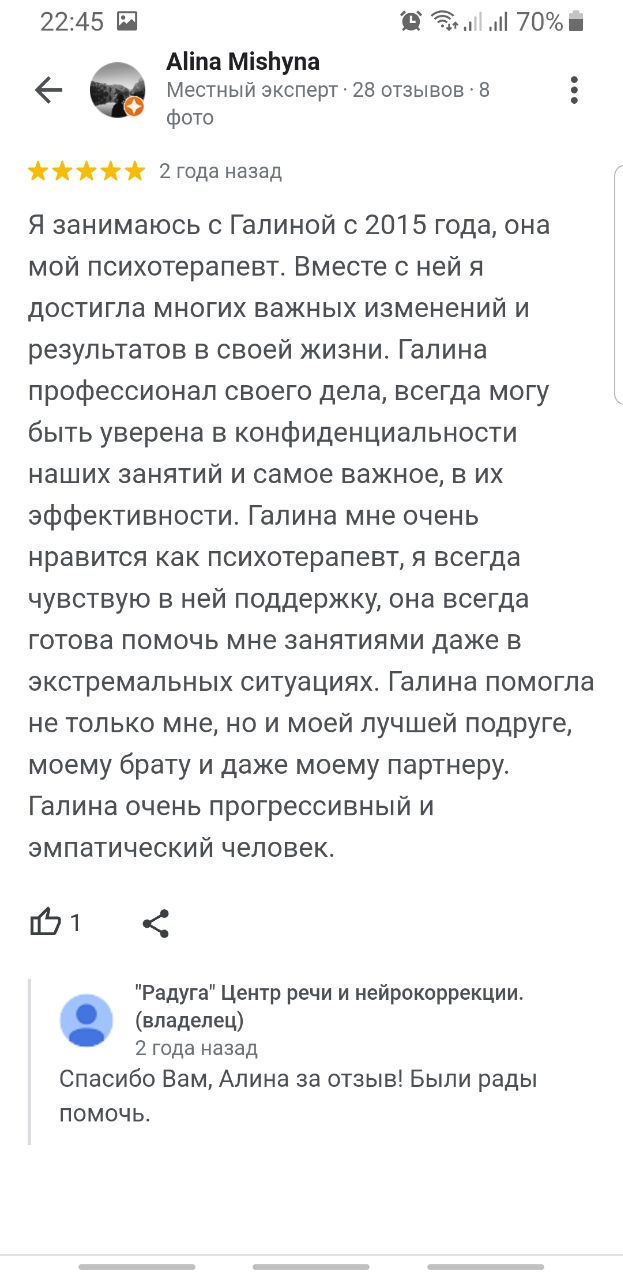 22:45 70%
Alina Mishyna
Местный эксперт · 28 отзывов · 8
фото
2 года назад
Я занимаюсь с Галиной с 2015 года, она
мой психотерапевт. Вместе с ней я
достигла многих важных изменений и
результатов в своей жизни. Галина
профессионал своего дела, всегда могу
быть уверена в конфиденциальности
наших занятий и самое важное, в их
эффективности. Галина мне очень
нравится как психотерапевт, я всегда
чувствую в ней поддержку, она всегда
готова помочь мне занятиями даже в
экстремальных ситуациях. Галина помогла
не только мне, но и моей лучшей подруге,
моему брату и даже моему партнеру.
Галина очень прогрессивный и
эмпатический человек.
1
"Радуга" Центр речи и нейрокоррекции.
(владелец)
2 года назад
Спасибо Вам, Алина за отзыв! Были рады
помочь.